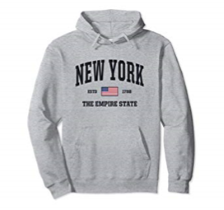 NEW YORK
ESTD 1788
THE EMPIRE STATE